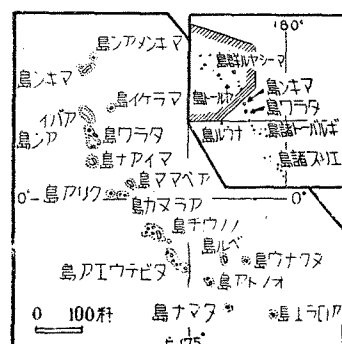 マキンメアン島
マキン島
マラケイ島
アバイ
アン島
タラワ島
マイアナ島
アベママ島
0°
クリア島
0°
アラヌカ島
ノノウチ島
ベル島
タビテウエア島
ヌクナウ島
オノトア島
タマナ島
0 100粁
E175°
180°
マーシヤル群島
マキン島
ヤルート島
タラワ島
ナウル島
エリス諸島